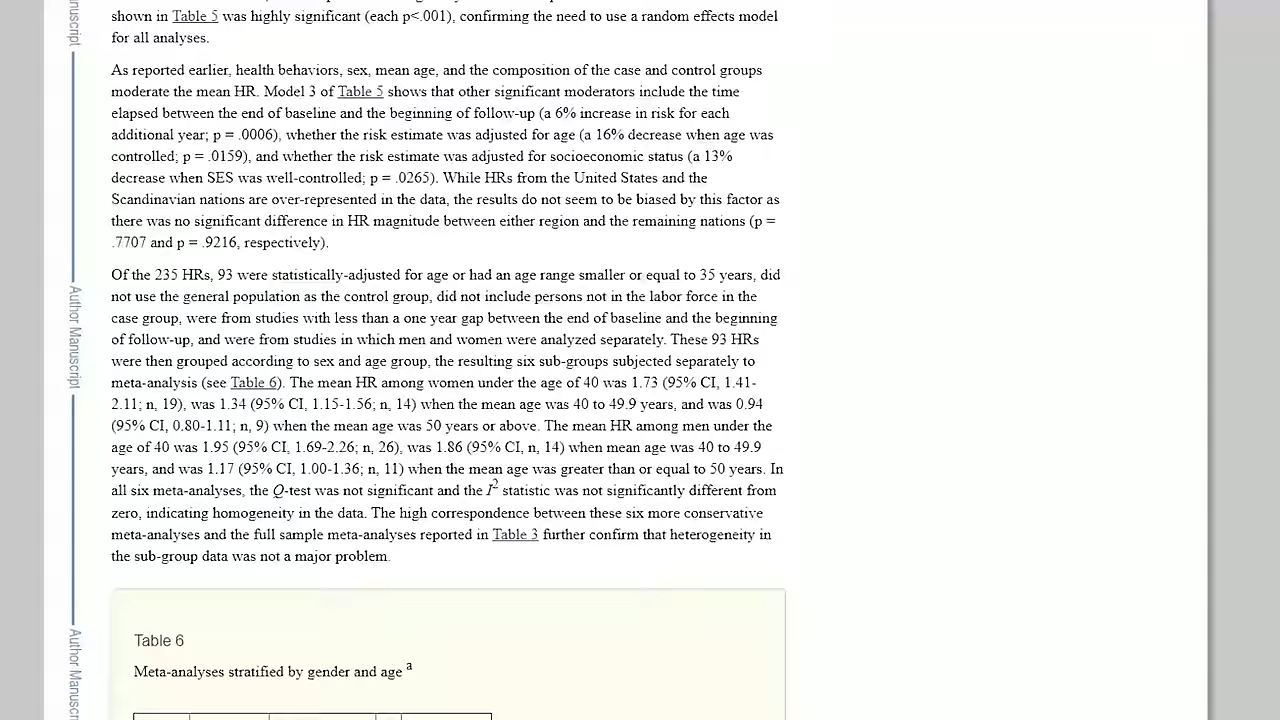 nuscript
shown in Table 5 was highly significant (each p<.001), confirming the need to use a random effects model
for all analyses.
As reported earlier, health behaviors, sex, mean age, and the composition of the case and control groups
moderate the mean HR. Model 3 of Table 5 shows that other significant moderators include the time
elapsed between the end of baseline and the beginning of follow-up (a 6% increase in risk for each
additional year; p = .0006), whether the risk estimate was adjusted for age (a 16% decrease when age was
controlled; p = .0159), and whether the risk estimate was adjusted for socioeconomic status (a 13%
decrease when SES was well-controlled; p = .0265). While HRs from the United States and the
Scandinavian nations are over-represented in the data, the results do not seem to be biased by this factor as
there was no significant difference in HR magnitude between either region and the remaining nations (p =
.7707 and p = .9216, respectively).
Of the 235 HRs, 93 were statistically-adjusted for age or had an age range smaller or equal to 35 years, did
not use the general population as the control group, did not include persons not in the labor force in the
case group, were from studies with less than a one year gap between the end of baseline and the beginning
of follow-up, and were from studies in which men and women were analyzed separately. These 93 HRs
were then grouped according to sex and age group, the resulting six sub-groups subjected separately to
meta-analysis (see Table 6). The mean HR among women under the age of 40 was 1.73 (95% CI, 1.41-
2.11; n, 19), was 1.34 (95% CI, 1.15-1.56; n, 14) when the mean age was 40 to 49.9 years, and was 0.94
(95% CI, 0.80-1.11; n, 9) when the mean age was 50 years or above. The mean HR among men under the
age of 40 was 1.95 (95% CI, 1.69-2.26; n, 26), was 1.86 (95% CI, n, 14) when mean age was 40 to 49.9
years, and was 1.17 (95% CI, 1.00-1.36; n, 11) when the mean age was greater than or equal to 50 years. In
all six meta-analyses, the Q-test was not significant and the I² statistic was not significantly different from
zero, indicating homogeneity in the data. The high correspondence between these six more conservative
meta-analyses and the full sample meta-analyses reported in Table 3 further confirm that heterogeneity in
the sub-group data was not a major problem.
Author Manuscript
Table 6
Meta-analyses stratified by gender and age a
Author Manuscr